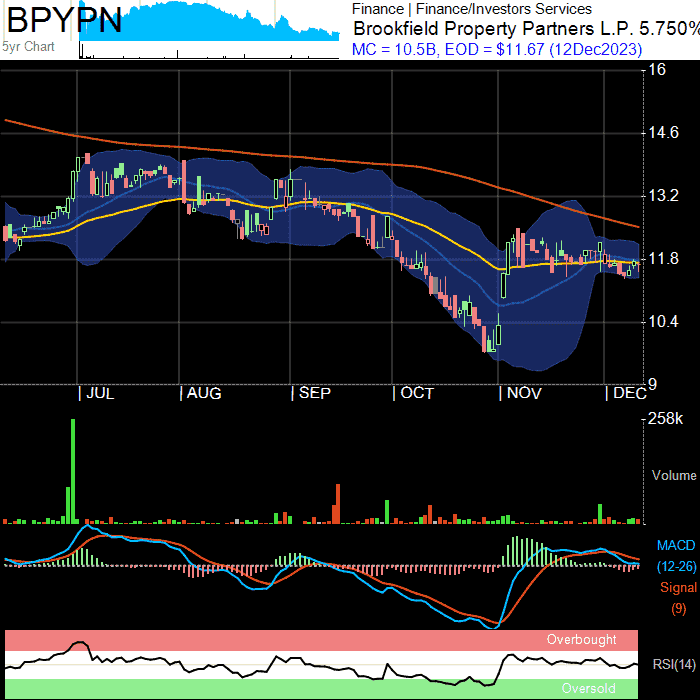 BPYPN
5yr Chart
Finance | Finance/Investors Services
Brookfield Property Partners L.P. 5.750%
MC = 10.5B, EOD = $11.67 (12Dec2023)
16
14.6
13.2
11.8
10.4
9
JUL AUG SEP OCT NOV DEC
258k
Volume
MACD
(12-26)
Signal
(9)
Overbought
RSI(14)
Oversold